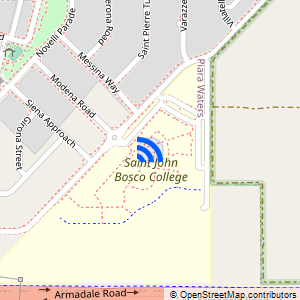 Novelli Parade
Verona Road
Saint Pierre Tu
Varazze
Messina Way
Modena Road
Siena Approach
Girona Street
Piara Waters
Saint John
Bosco College
Armadale Road
© OpenStreetMap contributors